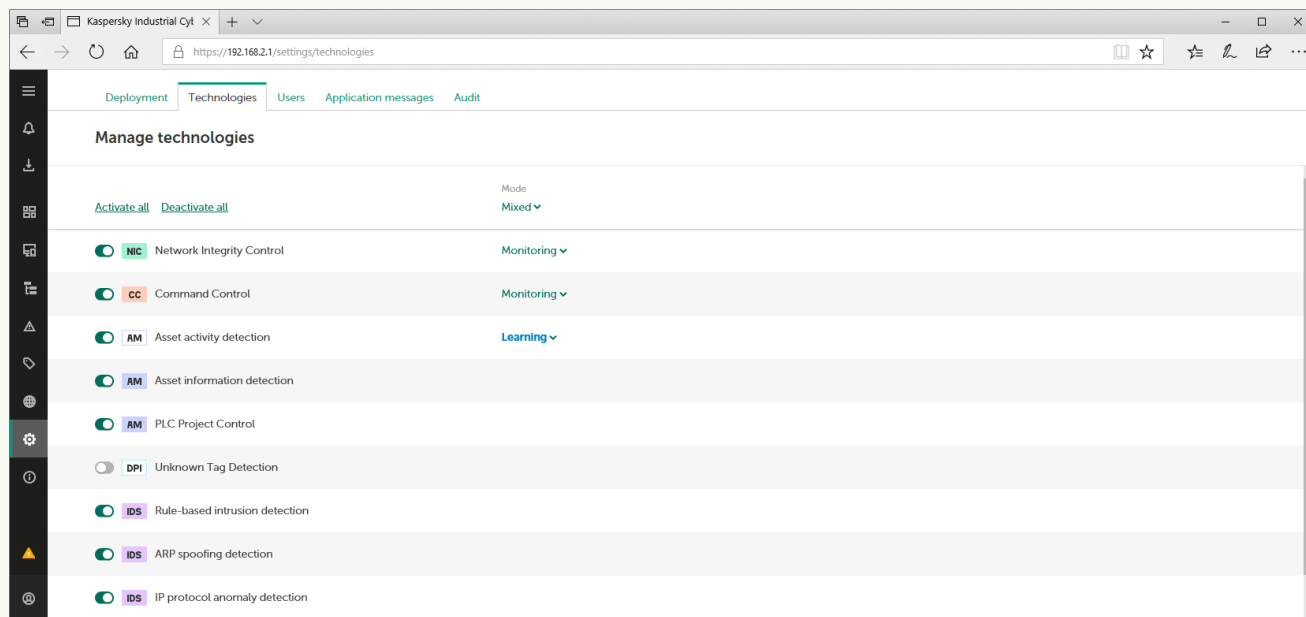 Kaspersky Industrial Cyt
https://192.168.2.1/settings/technologies
Deployment Technologies Users Application messages Audit
Manage technologies
Mode
Activate all Deactivate all Mixed
NIC Network Integrity Control Monitoring
CC Command Control Monitoring
AM Asset activity detection Learning
AM Asset information detection
AM PLC Project Control
DPI Unknown Tag Detection
IDS Rule-based intrusion detection
IDS ARP spoofing detection
IDS IP protocol anomaly detection